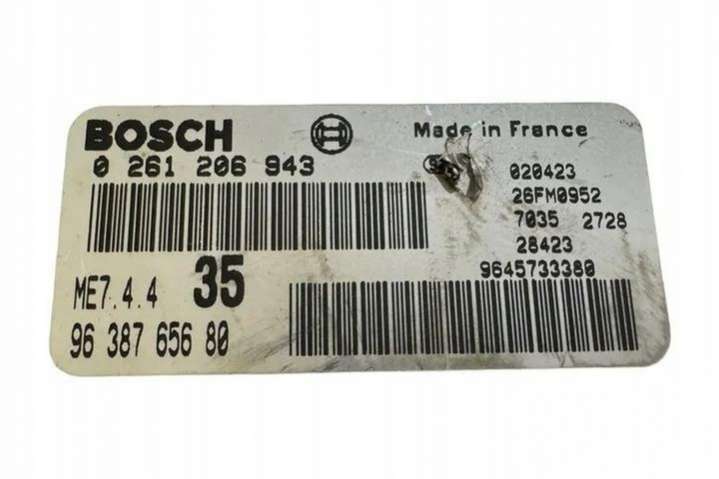 BOSCH
0 261 206 943
ME7.4.4 35
96 387 656 80
Made in France
020423
26FM0952
7035 2728
28423
9645733380